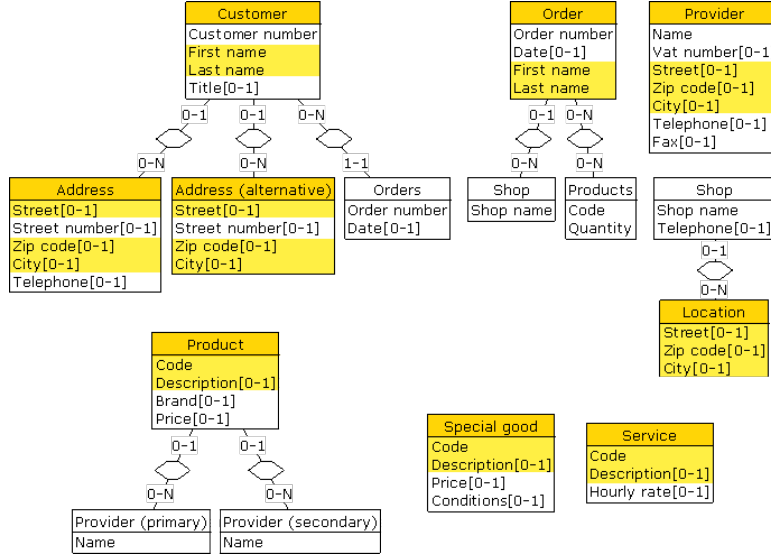 Customer
Customer number
First name
Last name
Title[0-1]
0-1
0-1
0-N
0-N
0-N
1-1
Address
Street[0-1]
Street number[0-1]
Zip code[0-1]
City[0-1]
Telephone[0-1]
Address (alternative)
Street[0-1]
Street number[0-1]
Zip code[0-1]
City[0-1]
Orders
Order number
Date[0-1]
Order
Order number
Date[0-1]
First name
Last name
0-1
0-N
0-N
1-1
Shop
Shop name
Products
Code
Quantity
Provider
Name
Vat number[0-1]
Street[0-1]
Zip code[0-1]
City[0-1]
Telephone[0-1]
Fax[0-1]
Shop
Shop name
Telephone[0-1]
0-1
0-N
Location
Street[0-1]
Zip code[0-1]
City[0-1]
Product
Code
Description[0-1]
Brand[0-1]
Price[0-1]
0-1
0-1
0-N
0-N
Provider (primary)
Name
Provider (secondary)
Name
Special good
Code
Description[0-1]
Price[0-1]
Conditions[0-1]
Service
Code
Description[0-1]
Hourly rate[0-1]